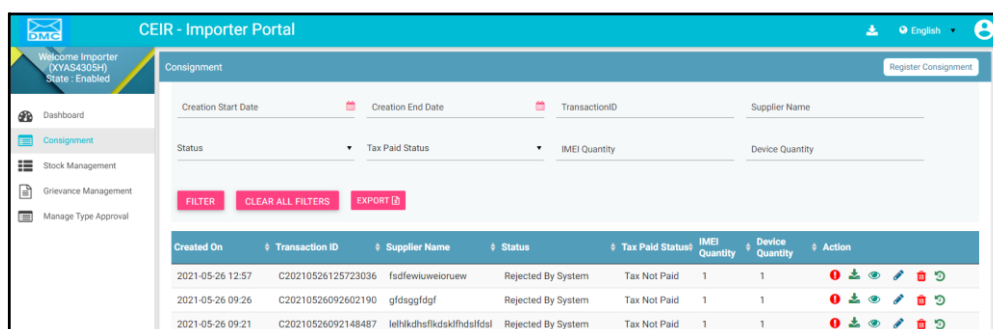 DMC
CEIR - Importer Portal
English
Welcome Importer
(XYAS4305H)
State : Enabled
Dashboard
Consignment
Stock Management
Grievance Management
Manage Type Approval
Consignment
Register Consignment
Creation Start Date
Creation End Date
TransactionID
Supplier Name
Status
Tax Paid Status
IMEI Quantity
Device Quantity
FILTER
CLEAR ALL FILTERS
EXPORT
Created On Transaction ID Supplier Name Status Tax Paid Status IMEI Quantity Device Quantity Action
2021-05-26 12:57 C20210526125723036 fsdfewiuweioruew Rejected By System Tax Not Paid 1 1
2021-05-26 09:26 C20210526092602190 gfdsggfdgf Rejected By System Tax Not Paid 1 1
2021-05-26 09:21 C20210526092148487 lelhlkdhsflkdsklfhdslfdsl Rejected By System Tax Not Paid 1 1